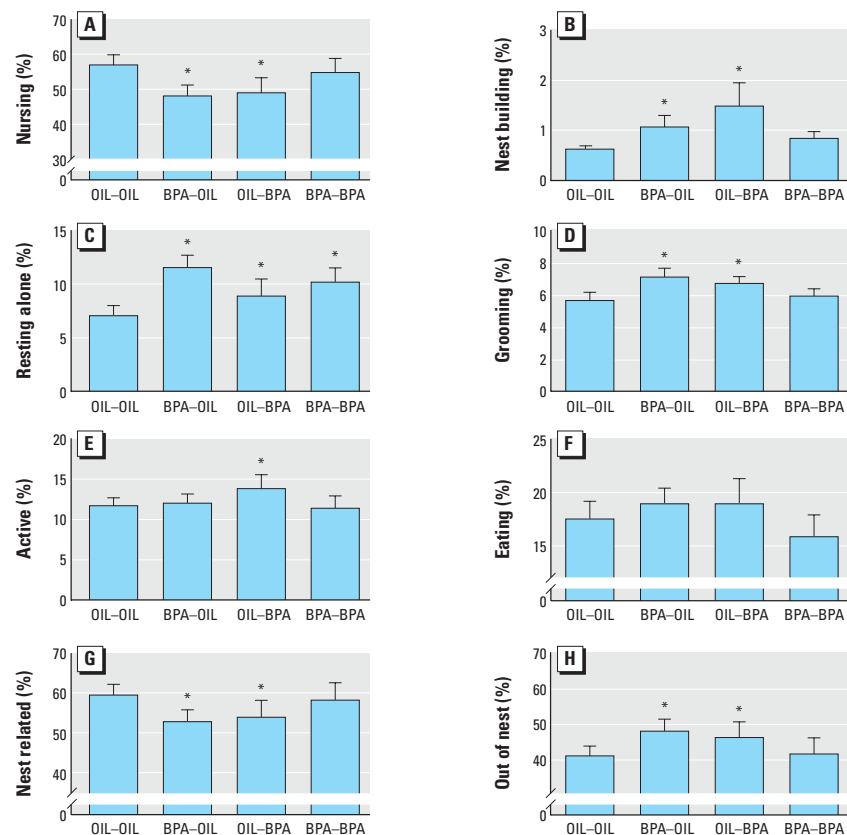 A
Nursing (%)
70
60
50
40
30
0
OIL–OIL BPA–OIL OIL–BPA BPA–BPA
* *
B
Nest building (%)
3
2
1
0
OIL–OIL BPA–OIL OIL–BPA BPA–BPA
* *
C
Resting alone (%)
15
10
5
0
OIL–OIL BPA–OIL OIL–BPA BPA–BPA
* * *
D
Grooming (%)
10
8
6
4
2
0
OIL–OIL BPA–OIL OIL–BPA BPA–BPA
* *
E
Active (%)
20
15
10
5
0
OIL–OIL BPA–OIL OIL–BPA BPA–BPA
*
F
Eating (%)
25
20
15
0
OIL–OIL BPA–OIL OIL–BPA BPA–BPA
G
Nest related (%)
70
60
50
40
0
OIL–OIL BPA–OIL OIL–BPA BPA–BPA
* *
H
Out of nest (%)
70
60
50
40
0
OIL–OIL BPA–OIL OIL–BPA BPA–BPA
* *